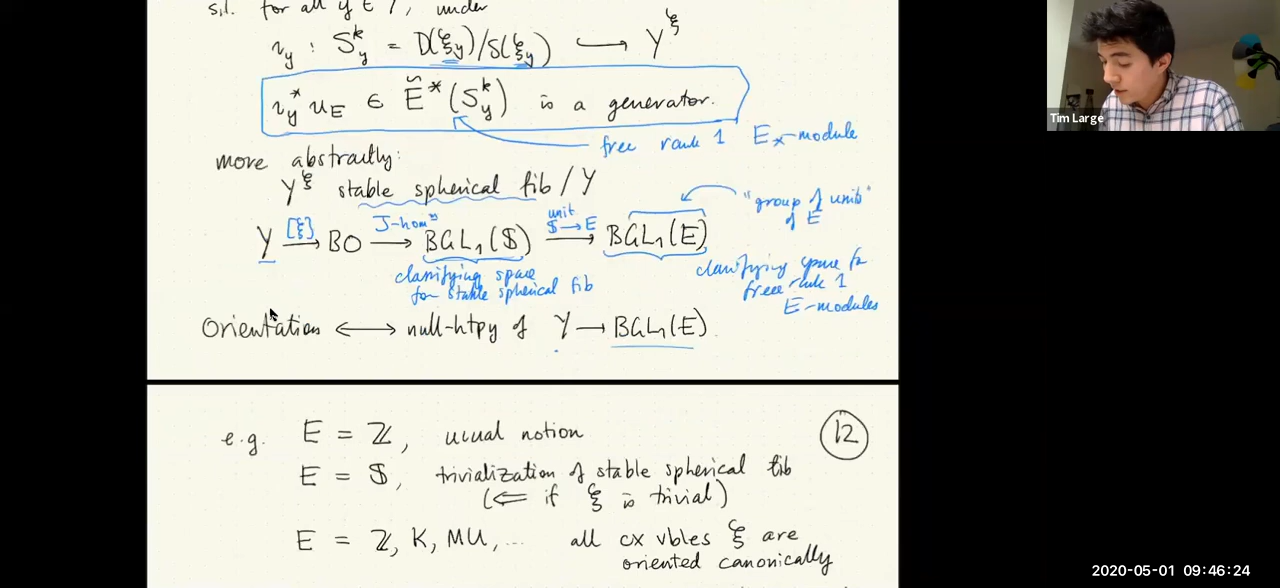 s.t. for all y ∈ Y, under
ι_y : S^k_y = D(ξ_y)/S(ξ_y) ↪ Y^ξ
ι_y^* u_E ∈ Ẽ^*(S^k_y) is a generator.
free rank 1 E_*-module
more abstractly:
Y^ξ stable spherical fib / Y
"group of units" of E
Y →[ξ] BO →J-hom^m BGL_1(𝕊) →unit 𝕊→E BGL_1(E)
classifying space
for stable spherical fib
classifying space for
free rank 1
E-modules
Orientation ⟷ null-htpy of Y → BGL_1(E).
e.g. E = ℤ, usual notion
12
E = 𝕊, trivialization of stable spherical fib
(⇐ if ξ is trivial)
E = ℤ, K, MU, ... all cx vbles ξ are
oriented canonically
Tim Large
2020-05-01 09:46:24